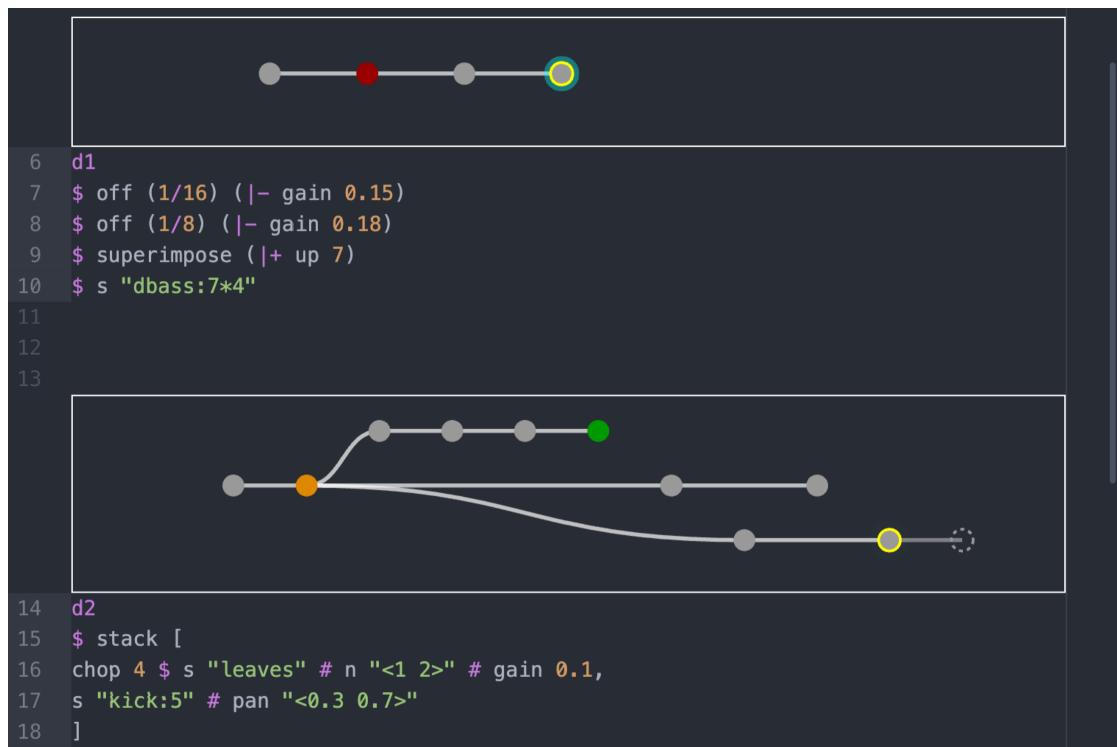 6 d1
7 $ off (1/16) (|- gain 0.15)
8 $ off (1/8) (|- gain 0.18)
9 $ superimpose (|+ up 7)
10 $ s "dbass:7*4"
11
12
13
14 d2
15 $ stack [
16 chop 4 $ s "leaves" # n "<1 2>" # gain 0.1,
17 s "kick:5" # pan "<0.3 0.7>"
18 ]